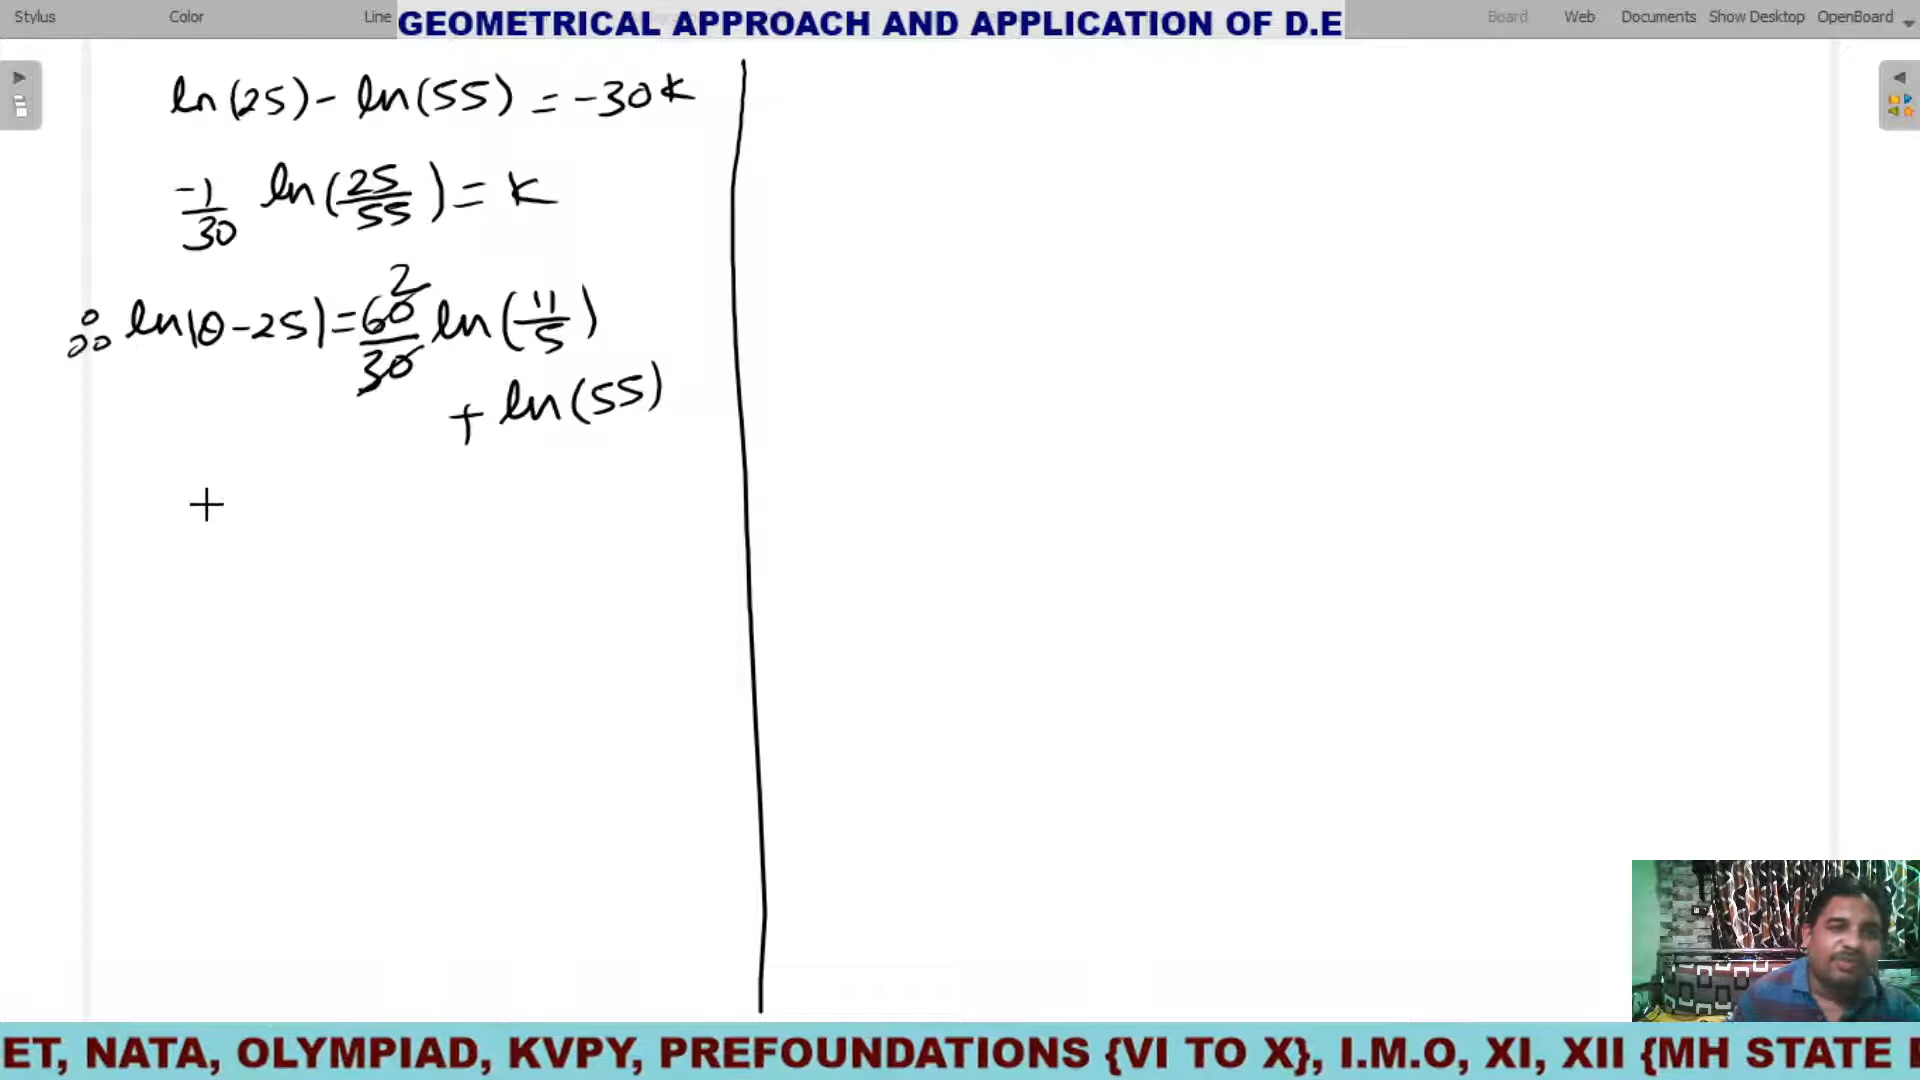 Stylus Color Line GEOMETRICAL APPROACH AND APPLICATION OF D.E Board Web Documents Show Desktop OpenBoard
ln(25) - ln(55) = -30k
-1/30 ln(25/55) = k
∴ ln|θ-25| = 60/30 2 ln(11/5)
+ ln(55)
ET, NATA, OLYMPIAD, KVPY, PREFOUNDATIONS {VI TO X}, I.M.O, XI, XII {MH STATE